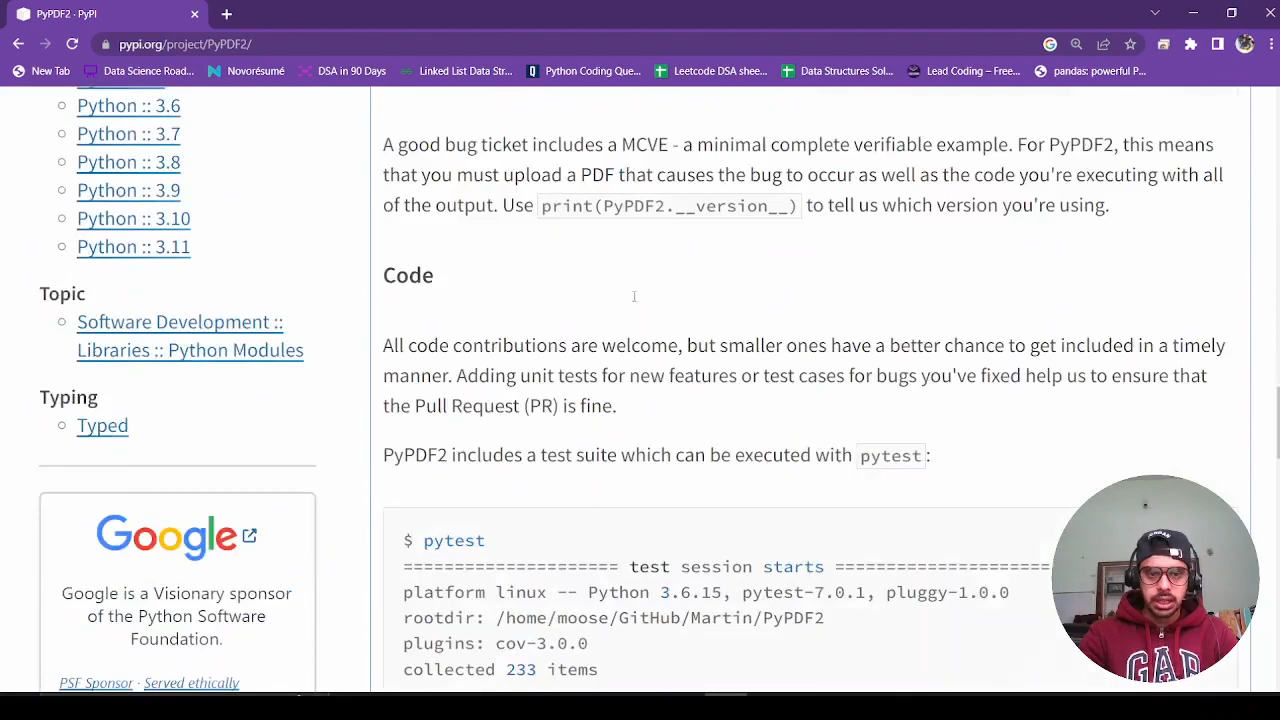 PyPDF2 · PyPI
pypi.org/project/PyPDF2/
New Tab
Data Science Road...
Novorésumé
DSA in 90 Days
Linked List Data Str...
Python Coding Que...
Leetcode DSA shee...
Data Structures Sol...
Lead Coding – Free...
pandas: powerful P...
Python :: 3.6
Python :: 3.7
Python :: 3.8
Python :: 3.9
Python :: 3.10
Python :: 3.11
Topic
Software Development ::
Libraries :: Python Modules
Typing
Typed
Google
Google is a Visionary sponsor
of the Python Software
Foundation.
PSF Sponsor · Served ethically
A good bug ticket includes a MCVE - a minimal complete verifiable example. For PyPDF2, this means
that you must upload a PDF that causes the bug to occur as well as the code you're executing with all
of the output. Use print(PyPDF2.__version__) to tell us which version you're using.
Code
All code contributions are welcome, but smaller ones have a better chance to get included in a timely
manner. Adding unit tests for new features or test cases for bugs you've fixed help us to ensure that
the Pull Request (PR) is fine.
PyPDF2 includes a test suite which can be executed with pytest:
$ pytest
===================== test session starts =====================
platform linux -- Python 3.6.15, pytest-7.0.1, pluggy-1.0.0
rootdir: /home/moose/GitHub/Martin/PyPDF2
plugins: cov-3.0.0
collected 233 items
GAP